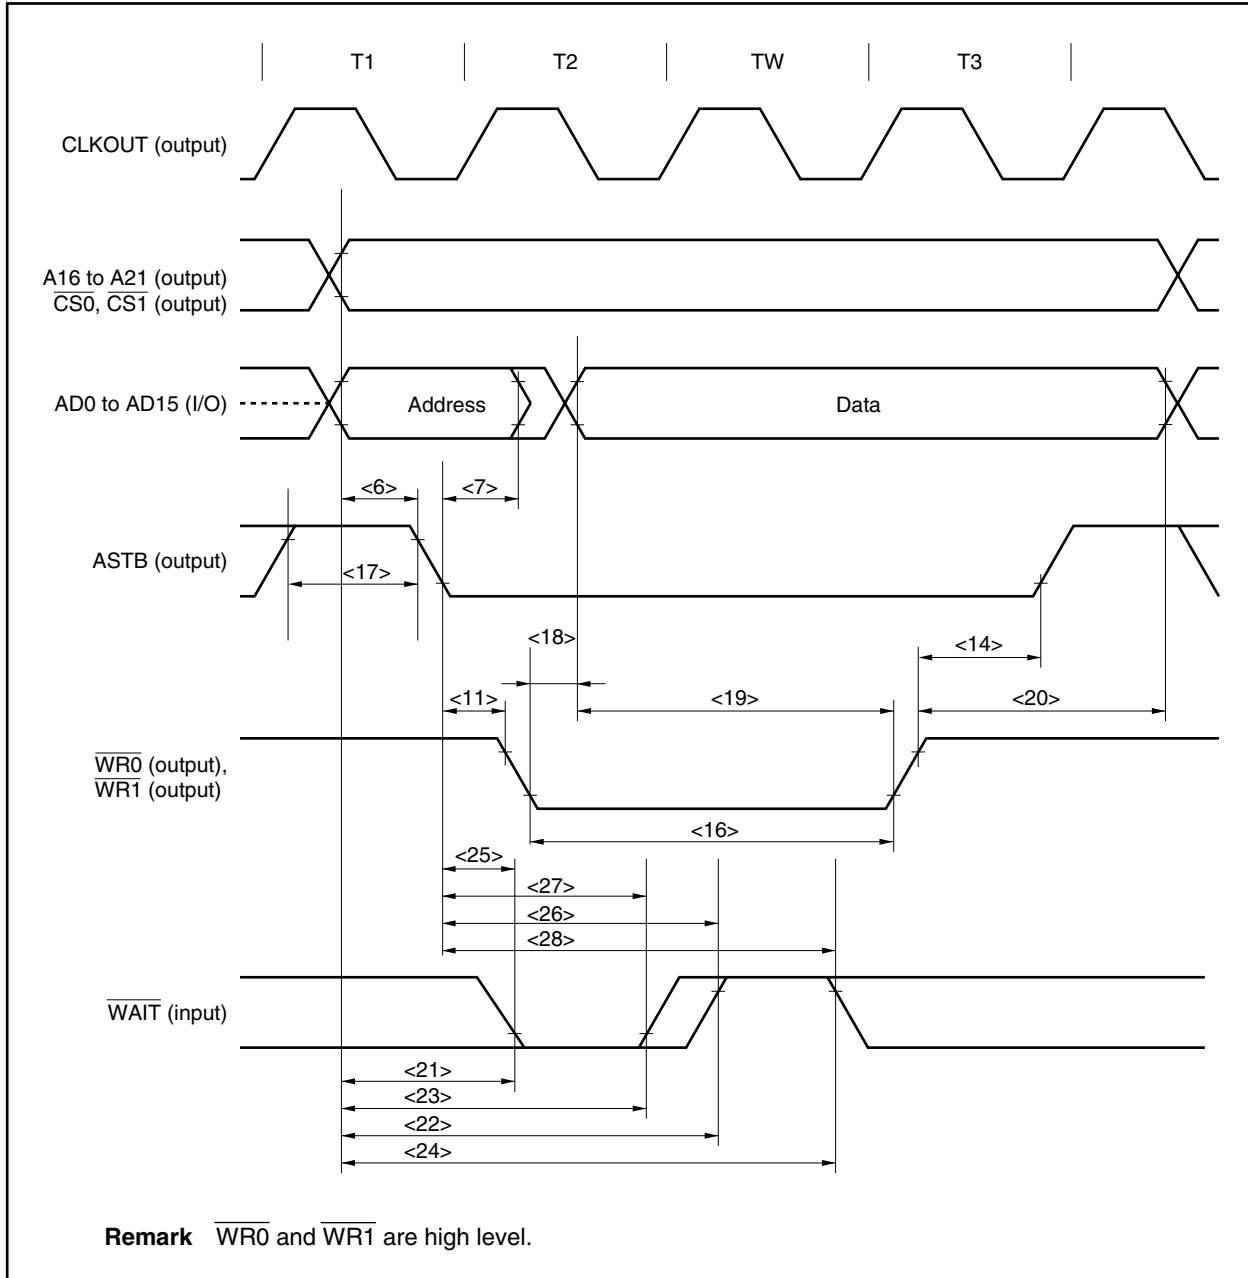 T1 T2 TW T3
CLKOUT (output)
A16 to A21 (output)
CS0, CS1 (output)
AD0 to AD15 (I/O)
Address
Data
<6>
<7>
ASTB (output)
<17>
<18>
<14>
<11>
<19>
<20>
WR0 (output),
WR1 (output)
<16>
<25>
<27>
<26>
<28>
WAIT (input)
<21>
<23>
<22>
<24>
Remark WR0 and WR1 are high level.